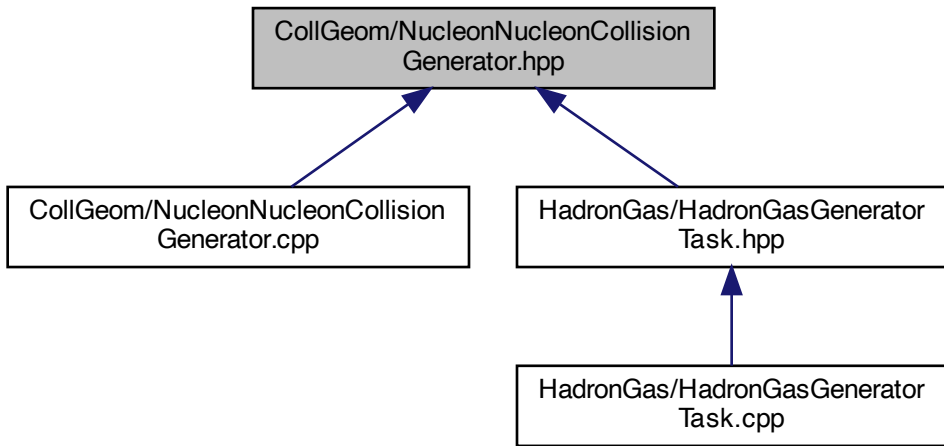 CollGeom/NucleonNucleonCollision
Generator.hpp
CollGeom/NucleonNucleonCollision
Generator.cpp
HadronGas/HadronGasGenerator
Task.hpp
HadronGas/HadronGasGenerator
Task.cpp